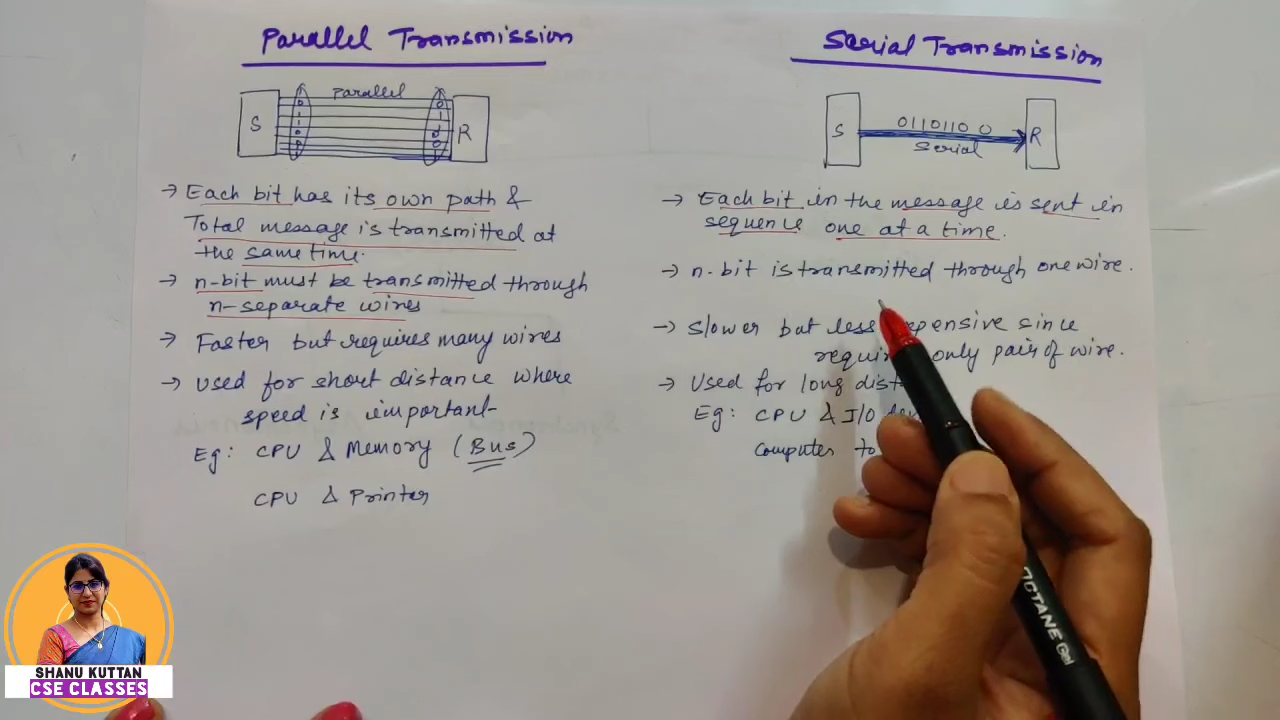 Parallel Transmission
Parallel
S
R
→ Each bit has its own path &
Total message is transmitted at
the same time.
→ n-bit must be transmitted through
n-separate wires
→ Faster but requires many wires
→ Used for short distance where
speed is important
Eg: CPU & Memory (Bus)
CPU & Printer
Serial Transmission
S
01101100
Serial
R
→ Each bit in the message is sent in
sequence one at a time.
→ n-bit is transmitted through one wire.
→ Slower but less expensive since
only pair of wire.
→ Used for long
Eg: CPU & I/O
Computer to
OCTANE Gel
SHANU KUTTAN
CSE CLASSES